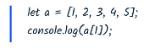 let a = [1, 2, 3, 4, 5];
console.log(a[1]);